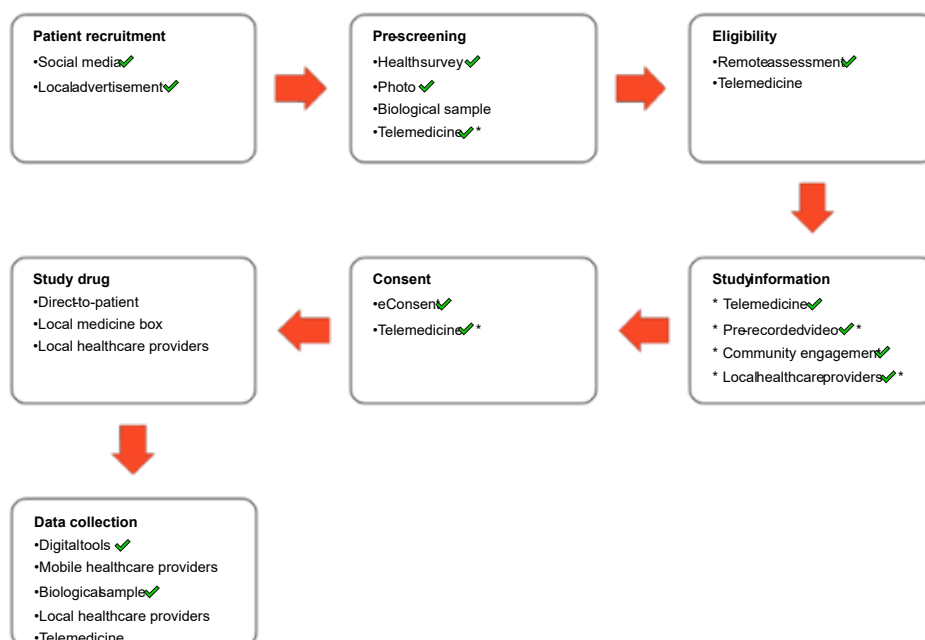 Patient recruitment
•Social media✔
•Localadvertisement✔
Pre-screening
•Healthsurvey✔
•Photo ✔
•Biological sample
•Telemedicine✔ *
Eligibility
•Remoteassessment✔
•Telemedicine
Study drug
•Direct-to-patient
•Local medicine box
•Local healthcare providers
Consent
•eConsent✔
•Telemedicine✔ *
Studyinformation
* Telemedicine✔
* Pre-recordedvideo✔ *
* Community engagement✔
* Localhealthcareproviders✔ *
Data collection
•Digitaltools ✔
•Mobile healthcare providers
•Biologicalsample✔
•Local healthcare providers
•Telemedicine